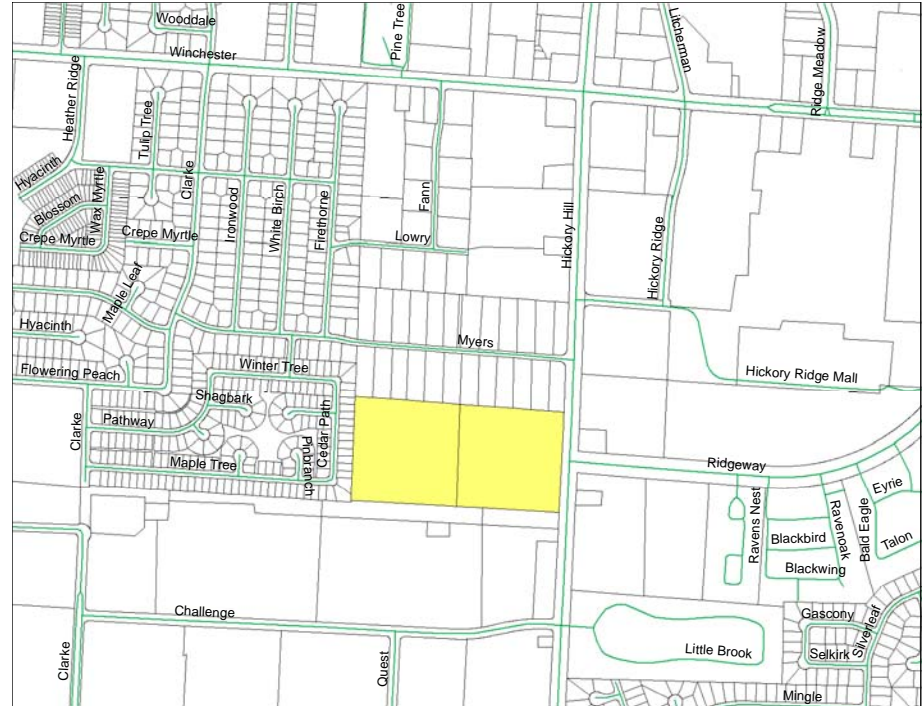 Wooddale
Pine Tree
Litcherman
Ridge Meadow
Winchester
Heather Ridge
Tulip Tree
Clarke
Hyacinth
Wax Myrtle
Blossom
Crepe Myrtle
Crepe Myrtle
Ironwood
White Birch
Firethorne
Fann
Lowry
Hickory Hill
Hickory Ridge
Maple Leaf
Hyacinth
Myers
Flowering Peach
Winter Tree
Hickory Ridge Mall
Shagbark
Pathway
Clarke
Cedar Path
Maple Tree
Pinbranch
Ridgeway
Ravens Nest
Ravenoak
Bald Eagle
Eyrie
Talon
Blackbird
Blackwing
Challenge
Gascony
Silverleaf
Selkirk
Little Brook
Clarke
Quest
Mingle